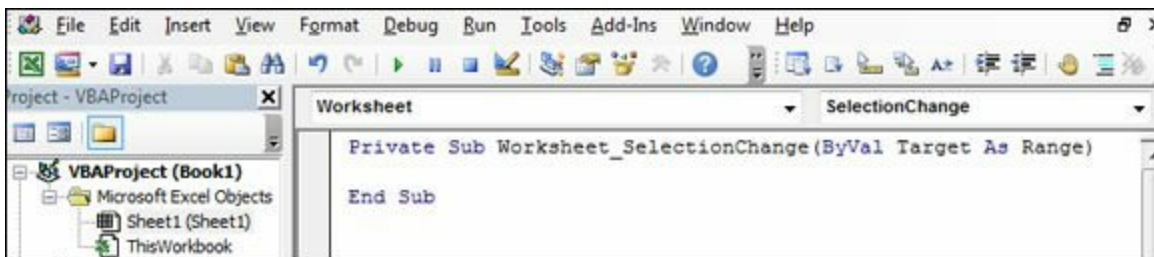 File Edit Insert View Format Debug Run Tools Add-Ins Window Help
Project - VBAProject
Worksheet SelectionChange
Private Sub Worksheet_SelectionChange(ByVal Target As Range)
VBAProject (Book1)
Microsoft Excel Objects
End Sub
Sheet1 (Sheet1)
ThisWorkbook